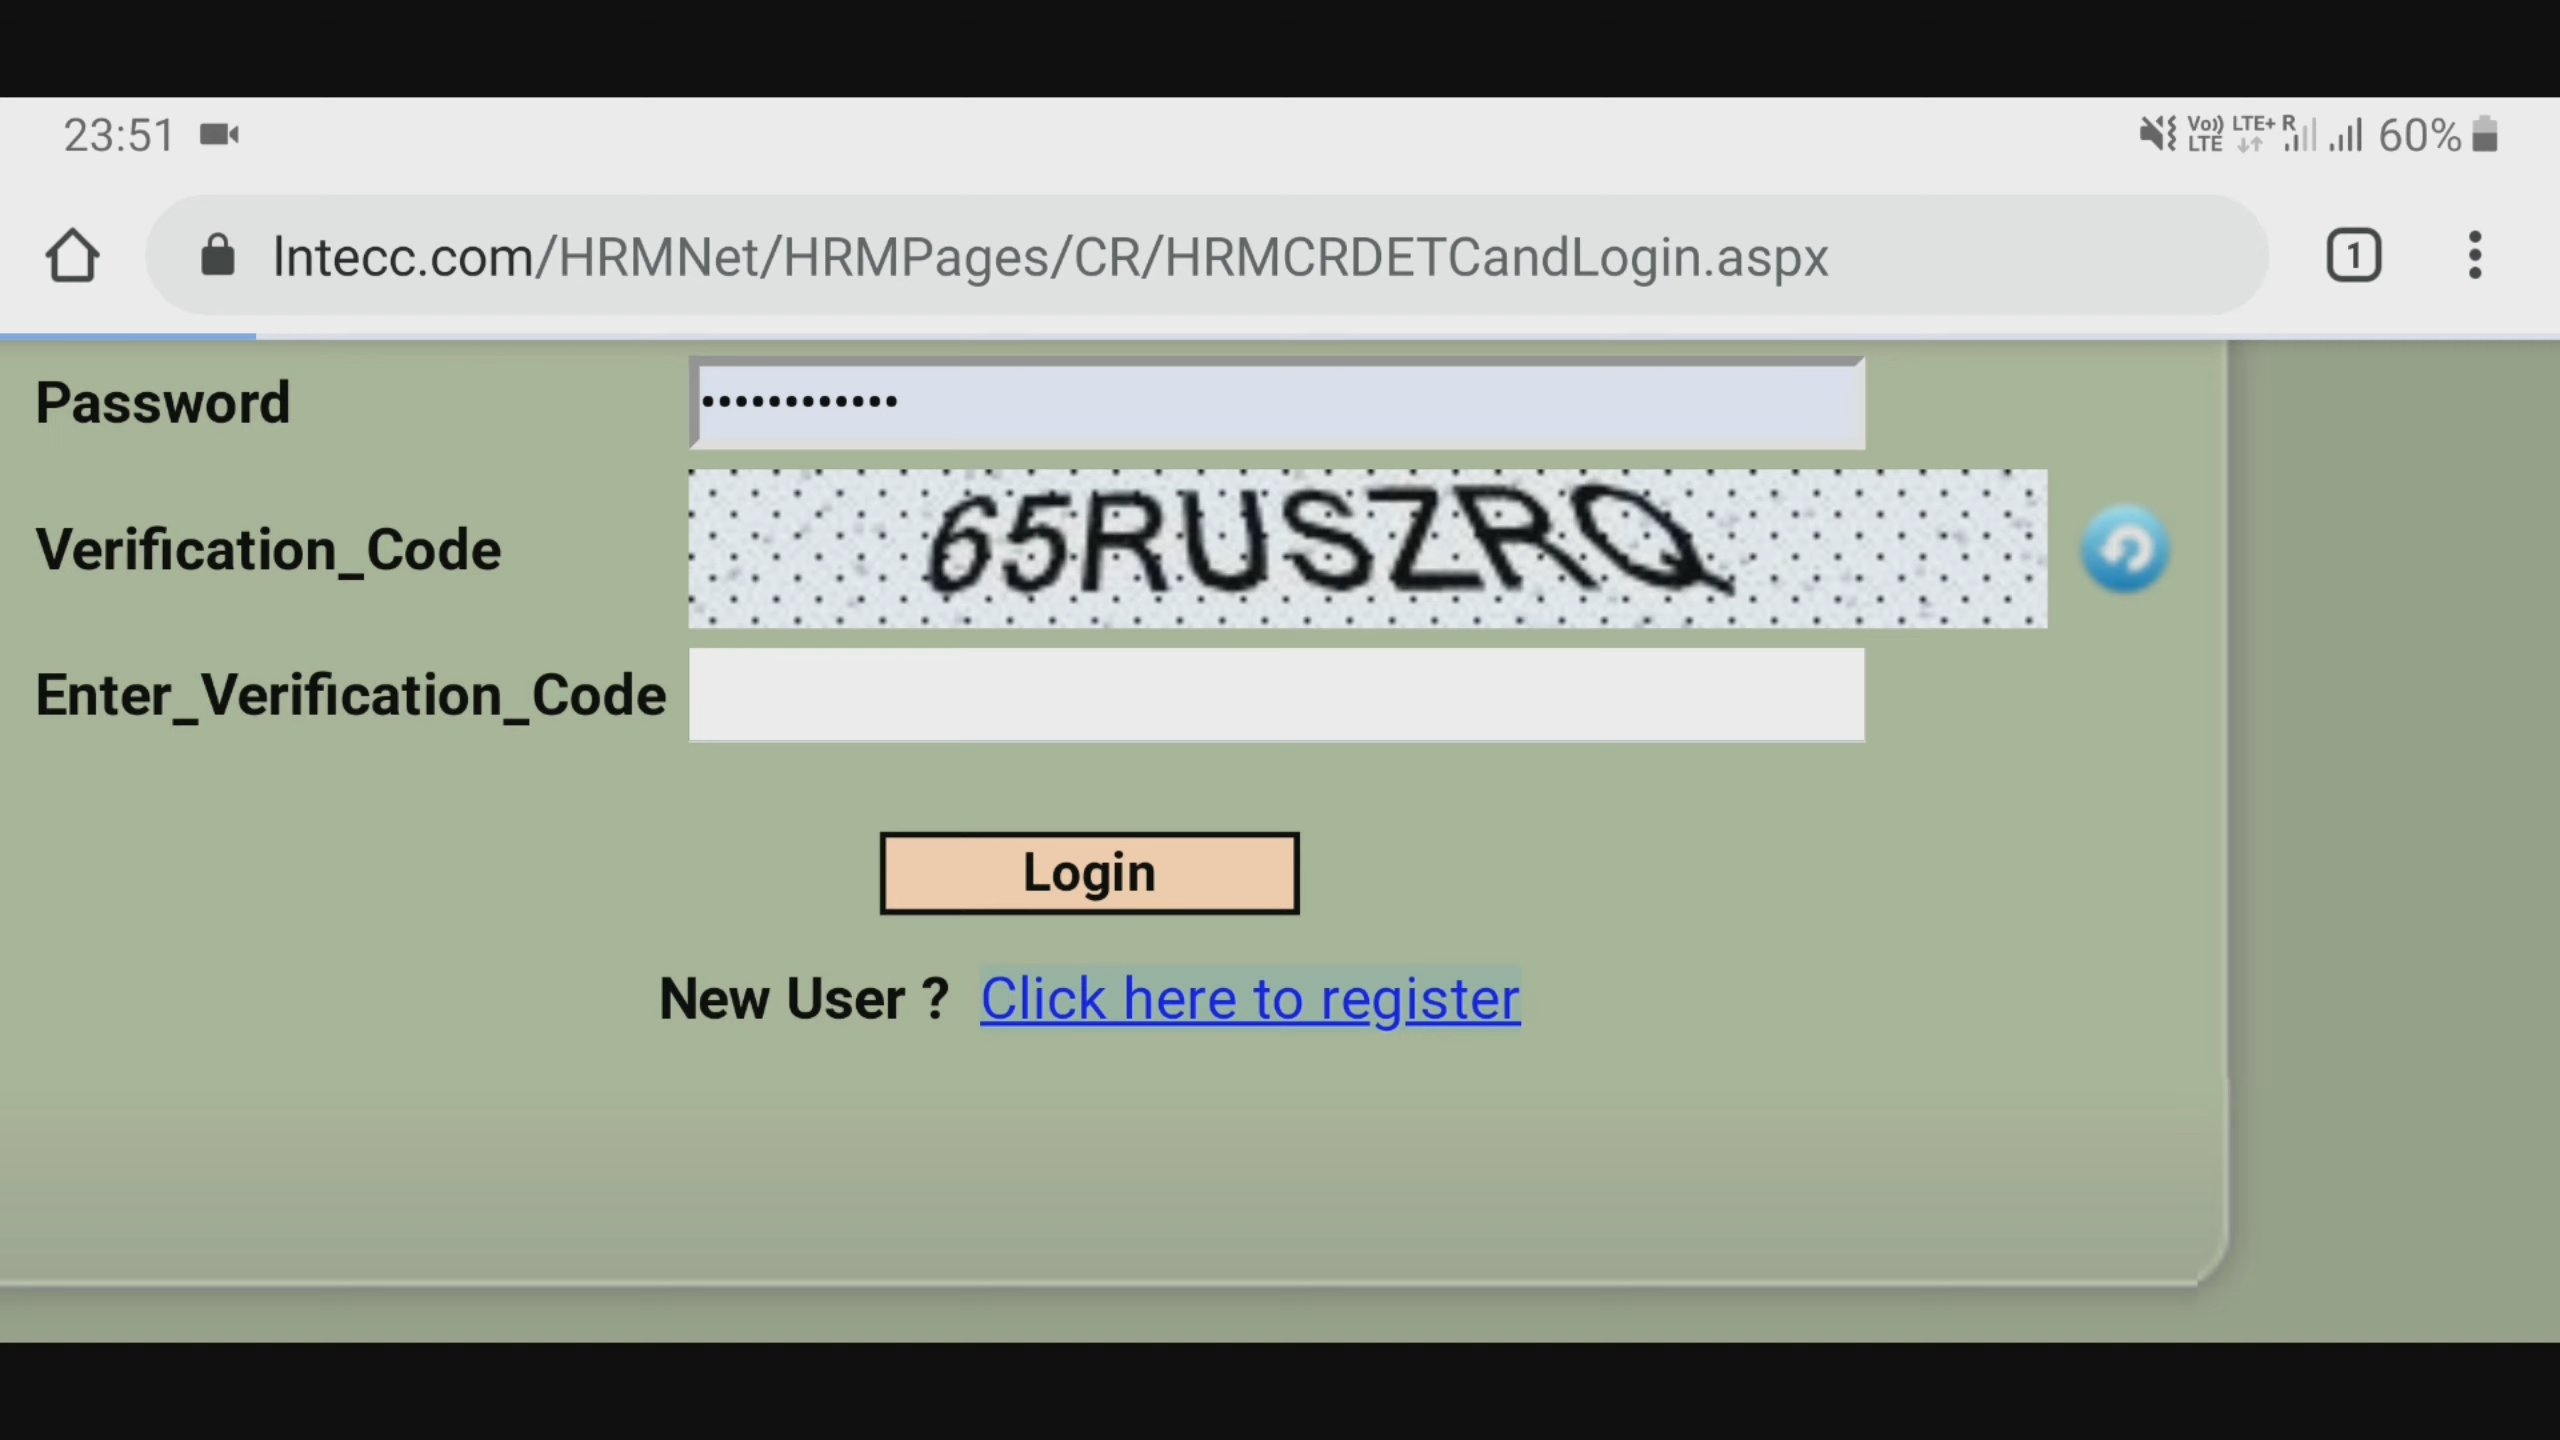 23:51 Vo)) LTE LTE+ R 60%
lntecc.com/HRMNet/HRMPages/CR/HRMCRDETCandLogin.aspx 1
Password ••••••••••••
Verification_Code 65RUSZRQ
Enter_Verification_Code
Login
New User ? Click here to register